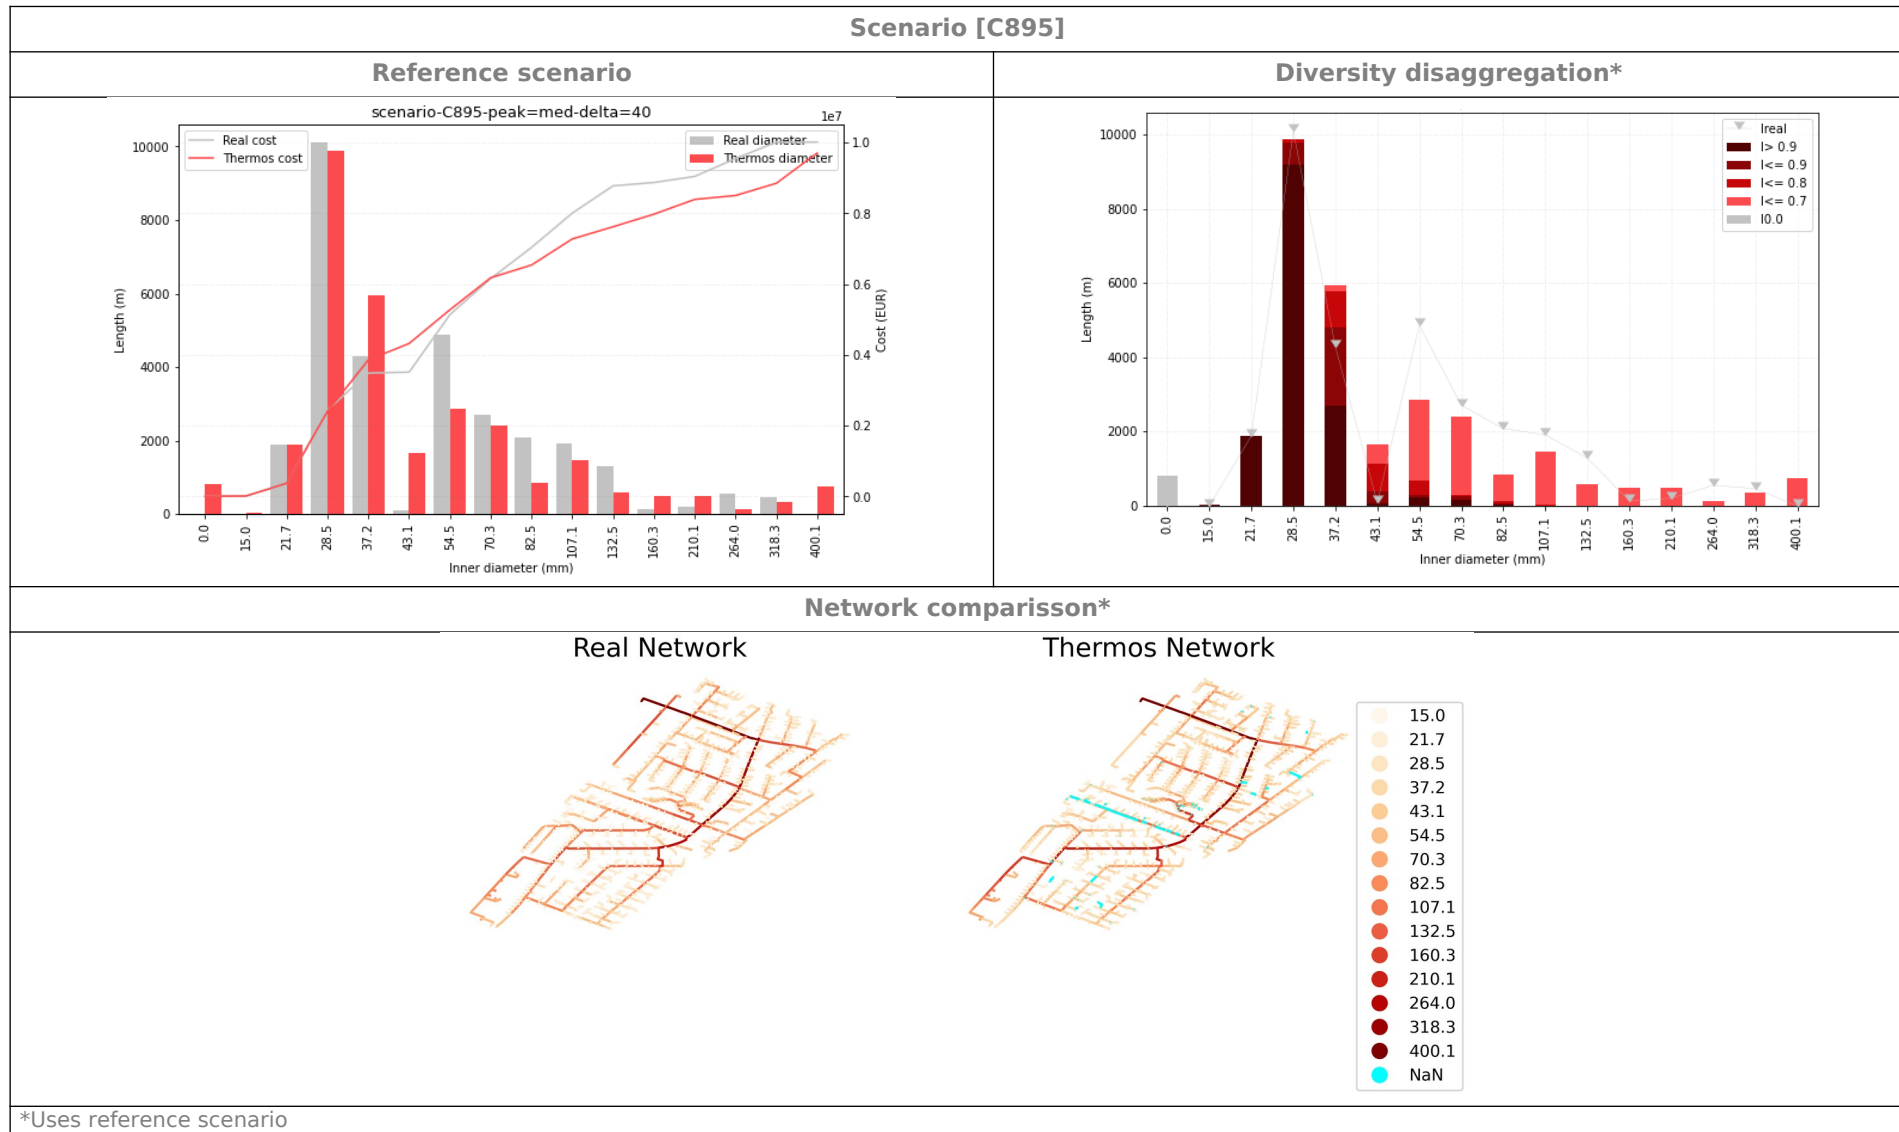 Scenario [C895]
Reference scenario
Diversity disaggregation*
scenario-C895-peak=med-delta=40
1e7
Real cost
Thermos cost
Real diameter
Thermos diameter
10000
8000
6000
4000
2000
0
Length (m)
1.0
0.8
0.6
0.4
0.2
0.0
Cost (EUR)
0.0
15.0
21.7
28.5
37.2
43.1
54.5
70.3
82.5
107.1
132.5
160.3
210.1
264.0
318.3
400.1
Inner diameter (mm)
lreal
l> 0.9
l<= 0.9
l<= 0.8
l<= 0.7
l0.0
10000
8000
6000
4000
2000
0
Length (m)
0.0
15.0
21.7
28.5
37.2
43.1
54.5
70.3
82.5
107.1
132.5
160.3
210.1
264.0
318.3
400.1
Inner diameter (mm)
Network comparisson*
Real Network
Thermos Network
15.0
21.7
28.5
37.2
43.1
54.5
70.3
82.5
107.1
132.5
160.3
210.1
264.0
318.3
400.1
NaN
*Uses reference scenario